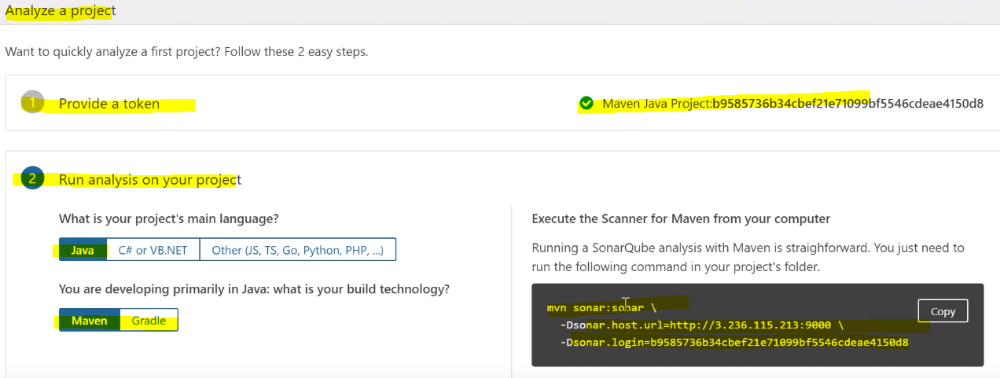 Analyze a project
Want to quickly analyze a first project? Follow these 2 easy steps.
1 Provide a token
Maven Java Project:b9585736b34cbef21e71099bf5546cdeae4150d8
2 Run analysis on your project
What is your project's main language?
Java C# or VB.NET Other (JS, TS, Go, Python, PHP, ...)
You are developing primarily in Java: what is your build technology?
Maven Gradle
Execute the Scanner for Maven from your computer
Running a SonarQube analysis with Maven is straighforward. You just need to
run the following command in your project's folder.
mvn sonar:sonar \
Copy
-Dsonar.host.url=http://3.236.115.213:9000 \
-Dsonar.login=b9585736b34cbef21e71099bf5546cdeae4150d8